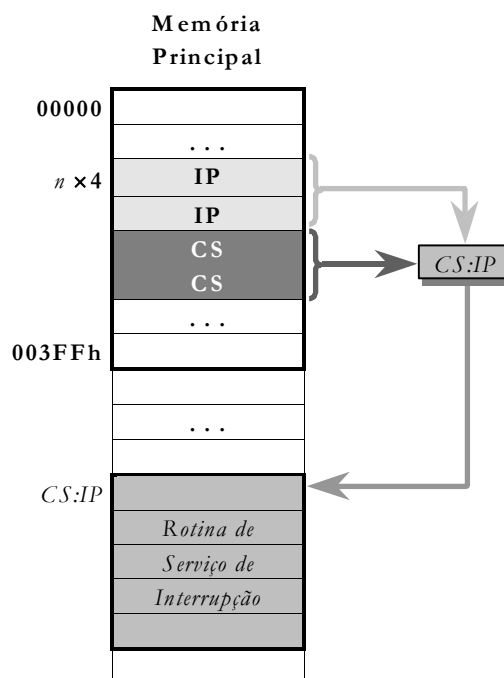 Memória
Principal
00000
...
n ×4
IP
IP
CS
CS
CS:IP
...
003FFh
...
CS:IP
Rotina de
Serviço de
Interrupção